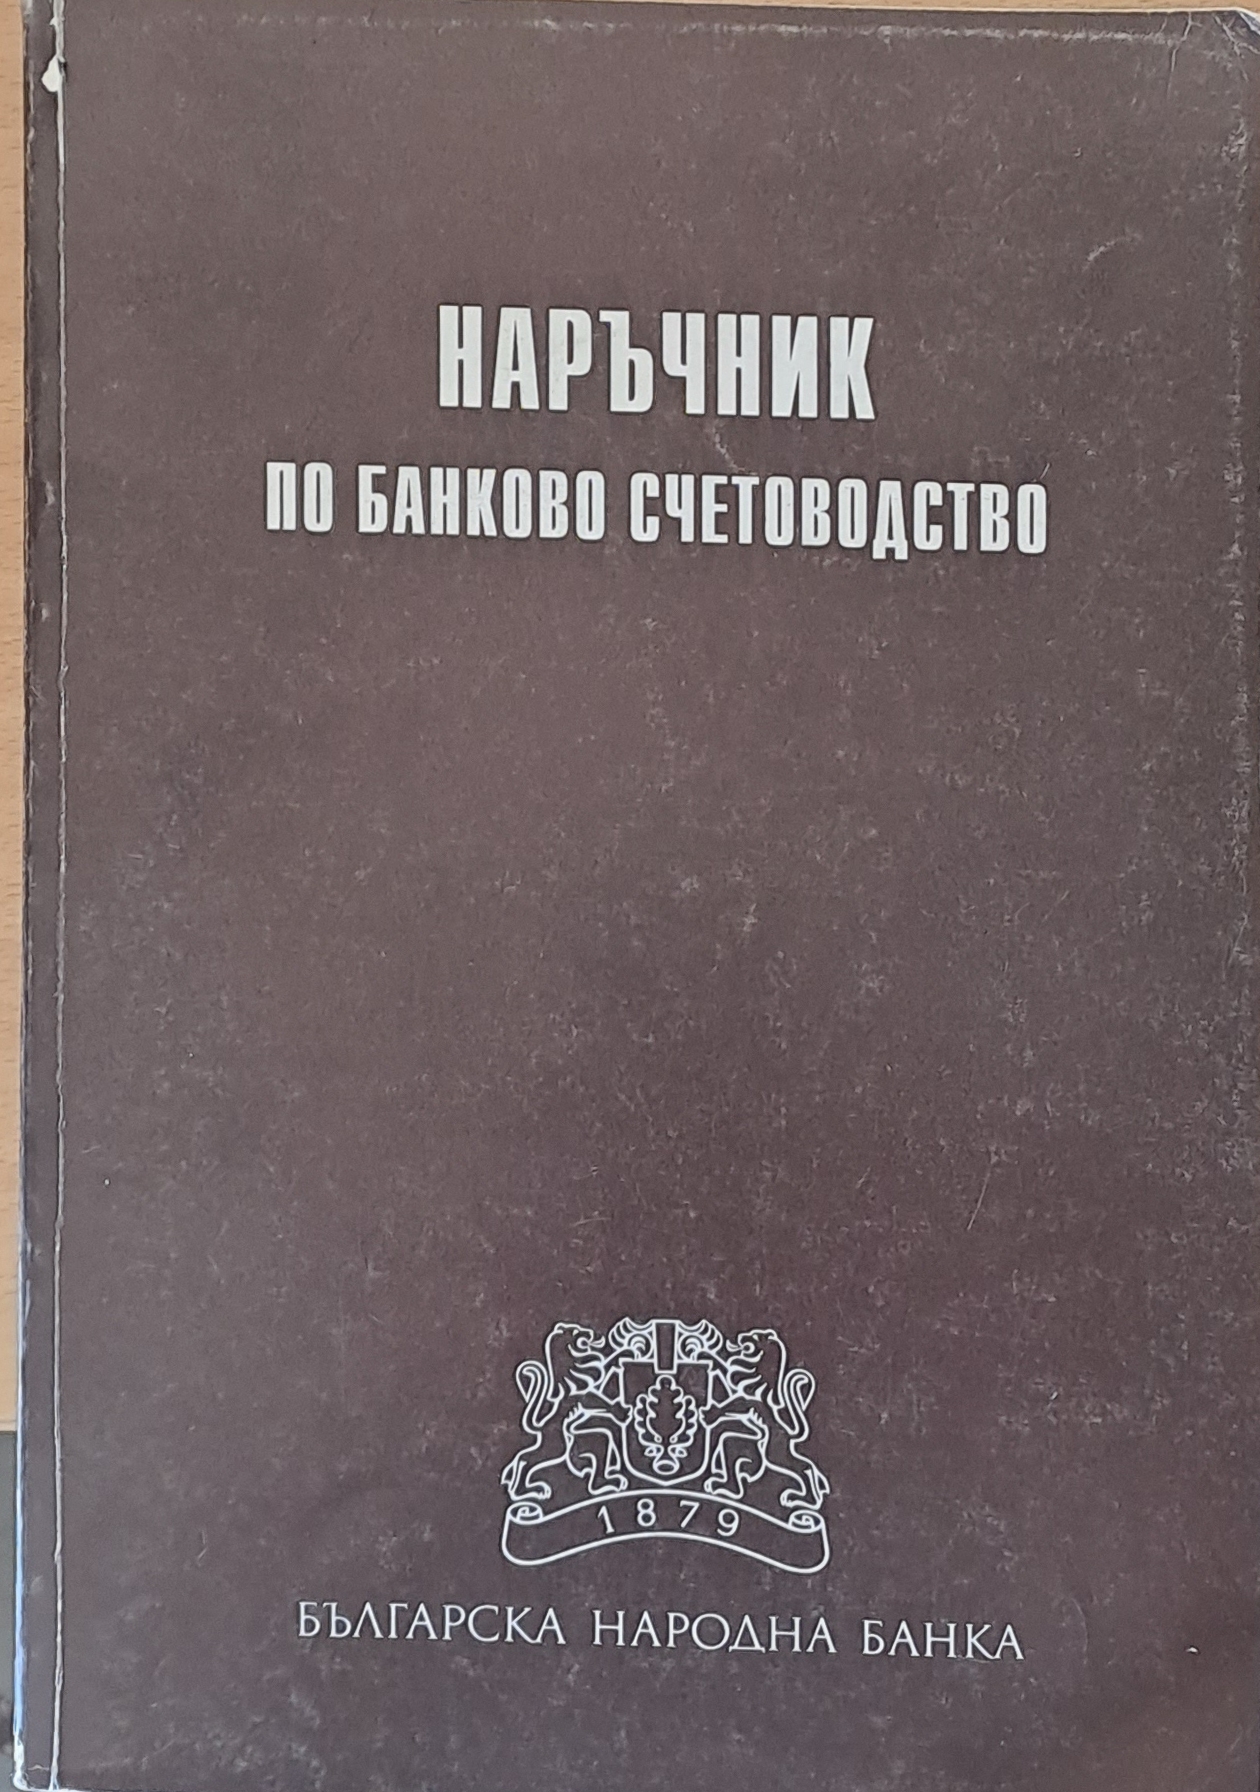 НАРЪЧНИК
ПО БАНКОВО СЧЕТОВОДСТВО
1879
БЪЛГАРСКА НАРОДНА БАНКА